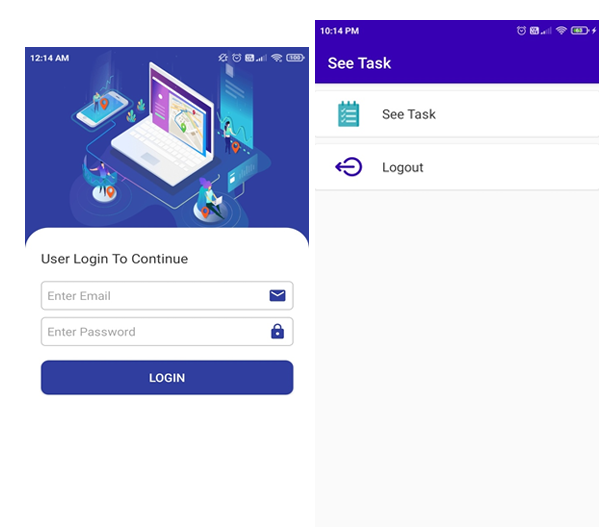 12:14 AM
100
User Login To Continue
Enter Email
Enter Password
LOGIN
10:14 PM
See Task
See Task
Logout